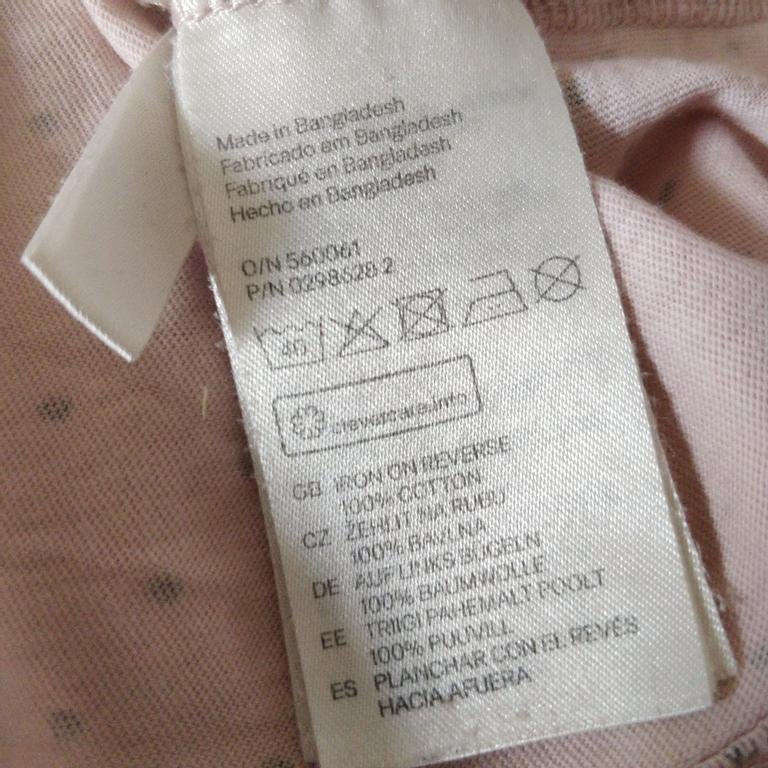 Made in Bangladesh
Fabricado em Bangladesh
Fabriqué en Bangladesh
Hecho en Bangladesh
O/N 560061
P/N 0298628 2
40
clevercare.info
GB IRON ON REVERSE
100% COTTON
CZ ŽEHLIT NA RUBU
100% BAVLNA
DE AUF LINKS BÜGELN
100% BAUMWOLLE
EE TRIIGI PAHEMALT POOLT
100% PUUVILL
ES PLANCHAR CON EL REVÉS
HACIA AFUERA